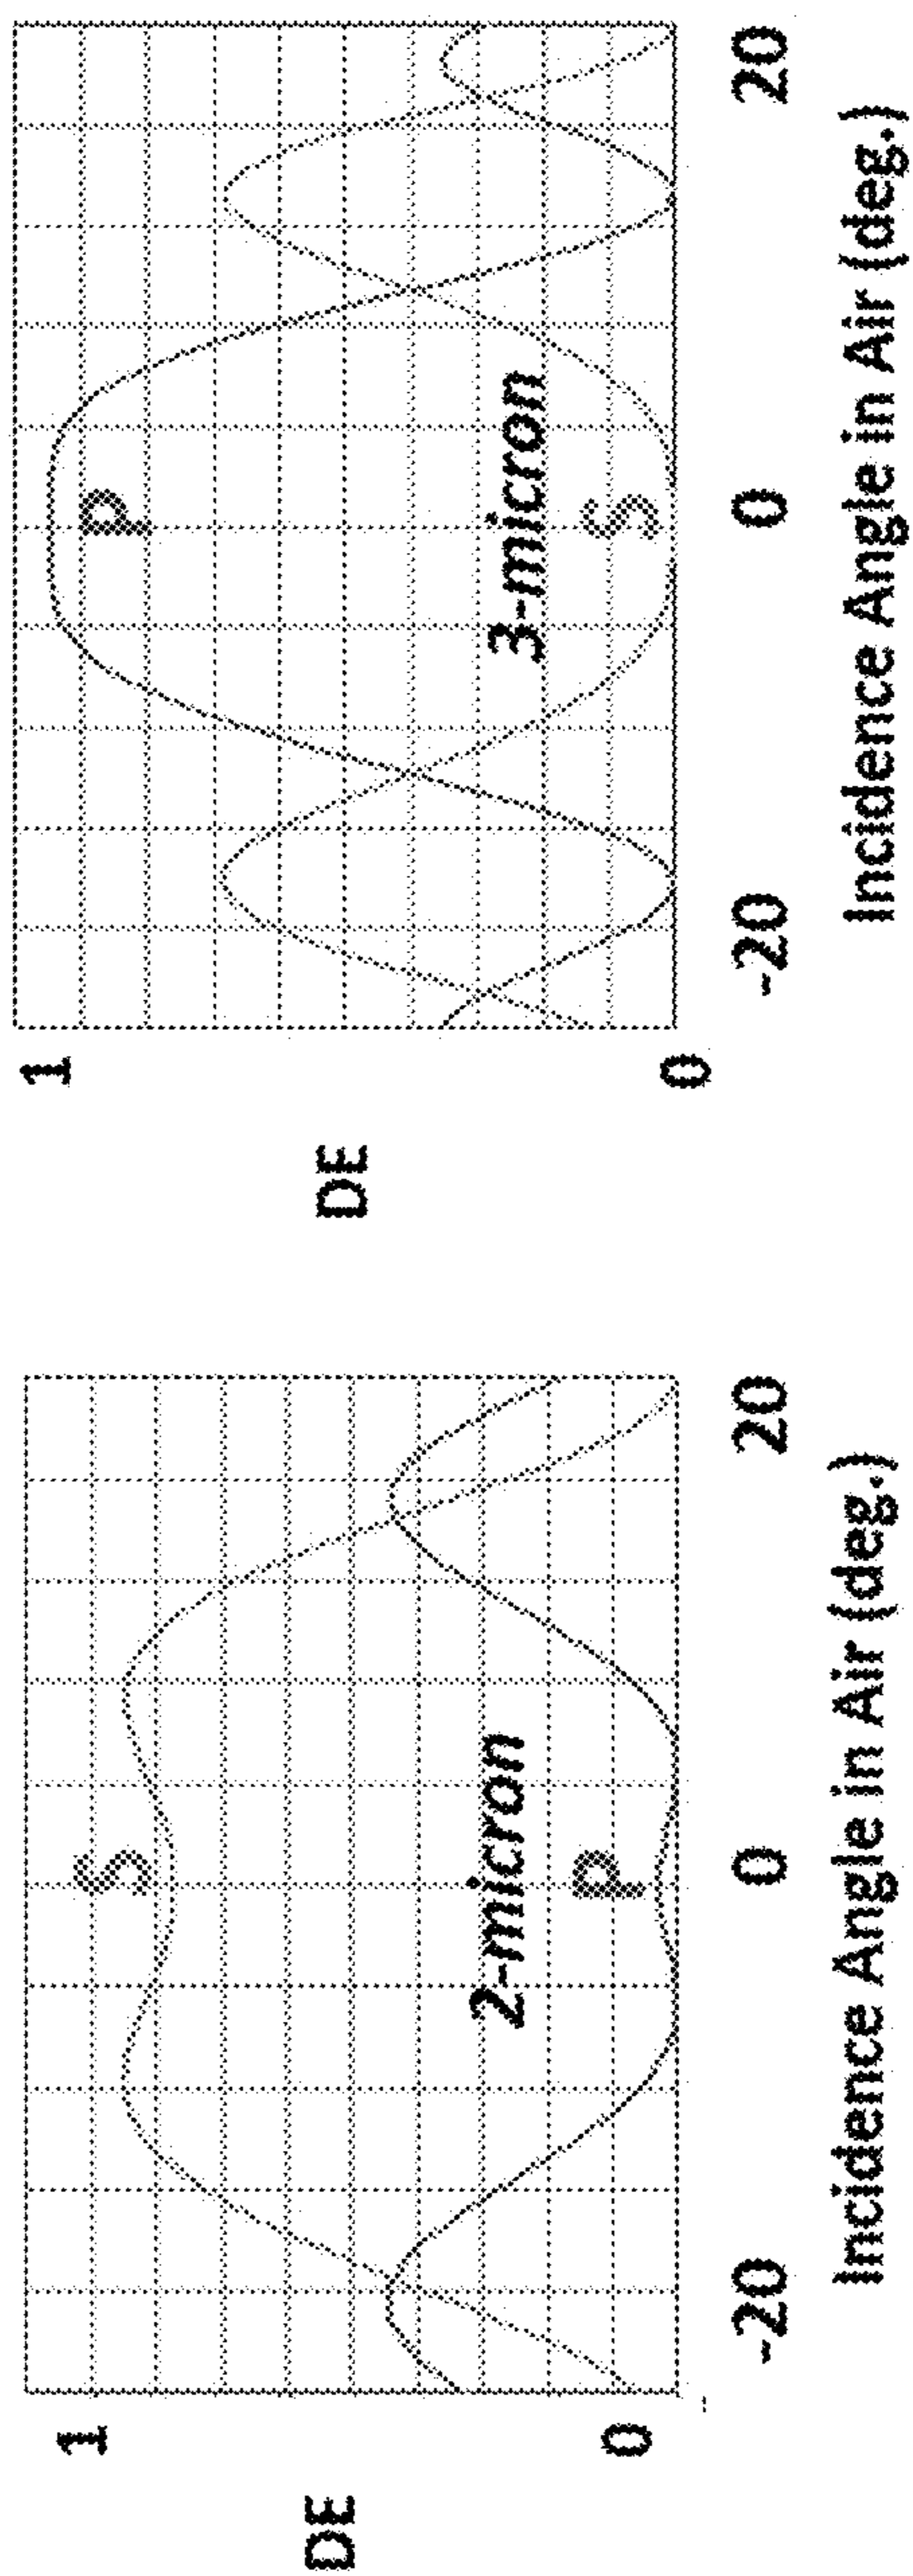 DE
1
0
S
2-micron
P
-20 0 20
Incidence Angle in Air (deg.)
DE
1
0
P
3-micron
S
-20 0 20
Incidence Angle in Air (deg.)